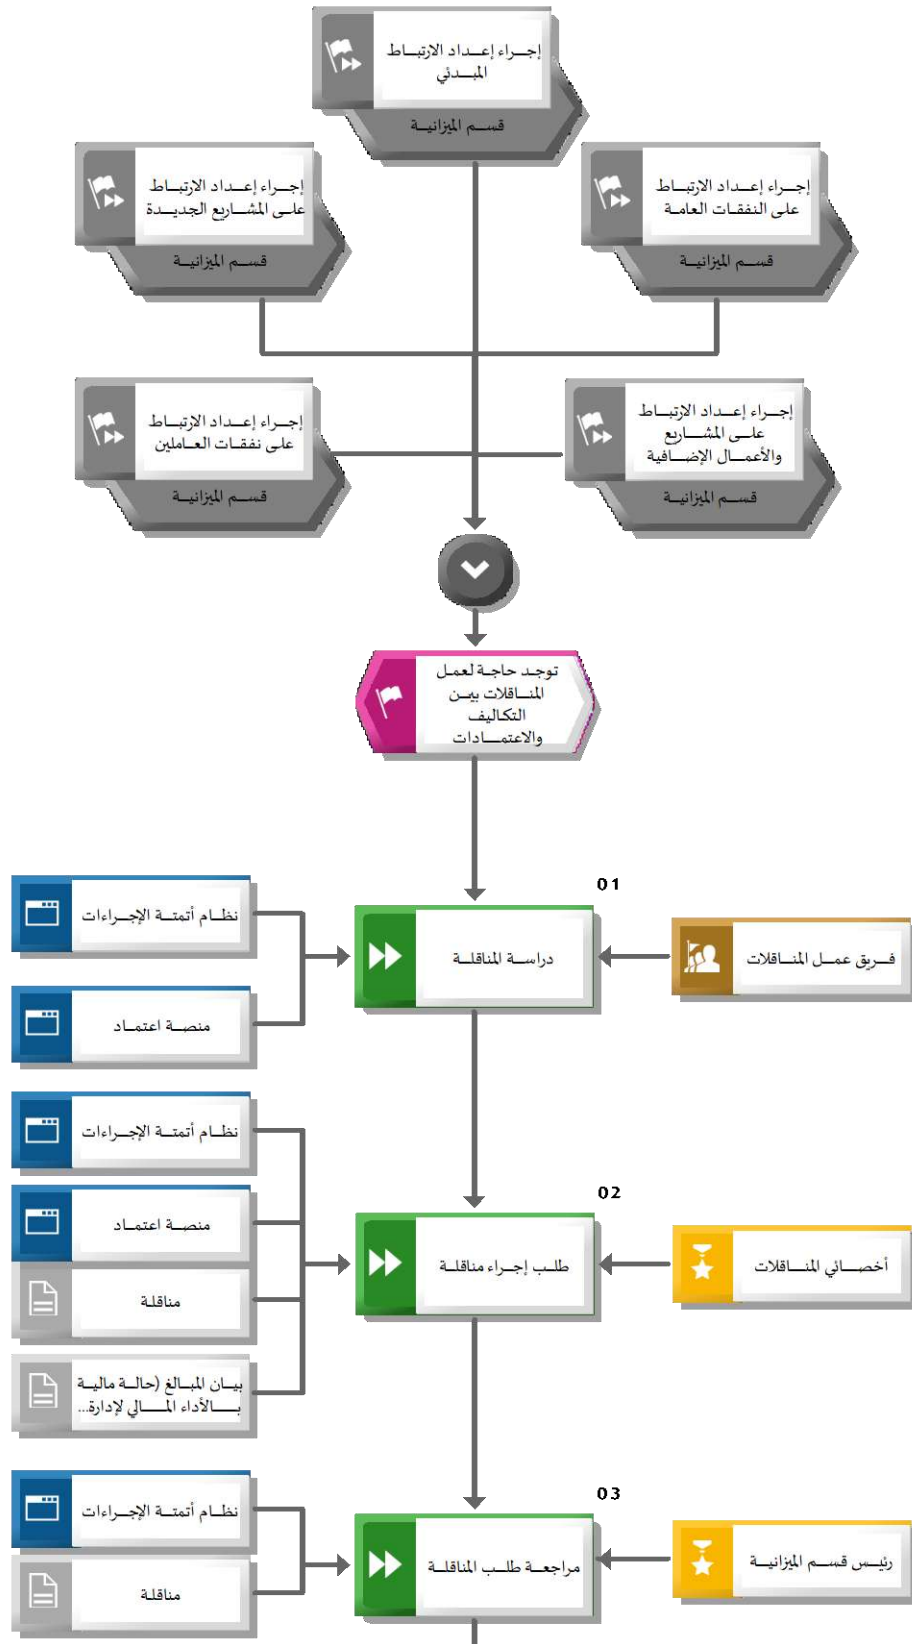 إجراء إعداد الارتباط
المبدئي
قسم الميزانية
إجراء إعداد الارتباط
على النفقات العامة
قسم الميزانية
إجراء إعداد الارتباط
على المشاريع الجديدة
قسم الميزانية
إجراء إعداد الارتباط
على المشاريع
والأعمال الإضافية
قسم الميزانية
إجراء إعداد الارتباط
على نفقات العاملين
قسم الميزانية
توجد حاجة لعمل
المناقلات بين
التكاليف
والاعتمادات
01
فريق عمل المناقلات
دراسة المناقلة
نظام أتمتة الإجراءات
منصة اعتماد
02
أخصائي المناقلات
طلب إجراء مناقلة
نظام أتمتة الإجراءات
منصة اعتماد
مناقلة
بيان المبالغ (حالة مالية
بالأداء المالي لإدارة...
03
رئيس قسم الميزانية
مراجعة طلب المناقلة
نظام أتمتة الإجراءات
مناقلة